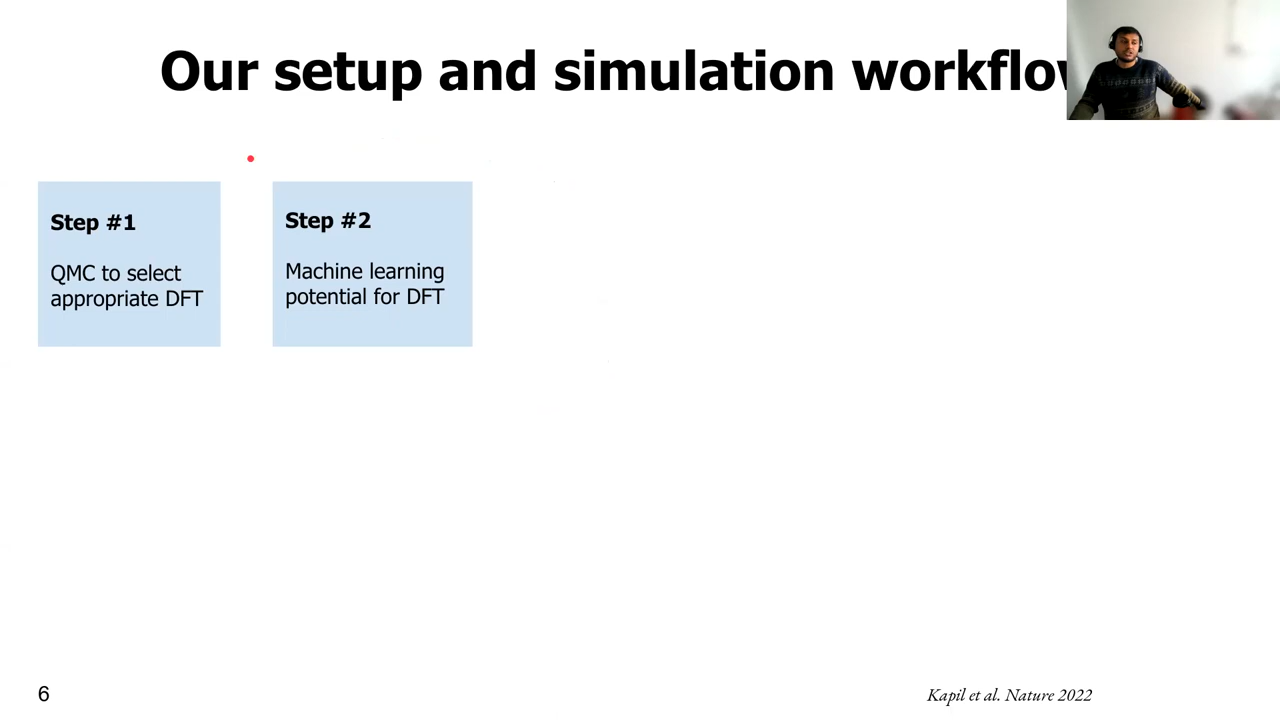 Our setup and simulation
Step #1
QMC to select
appropriate DFT
Step #2
Machine learning
potential for DFT
6
Kapil et al. Nature 2022